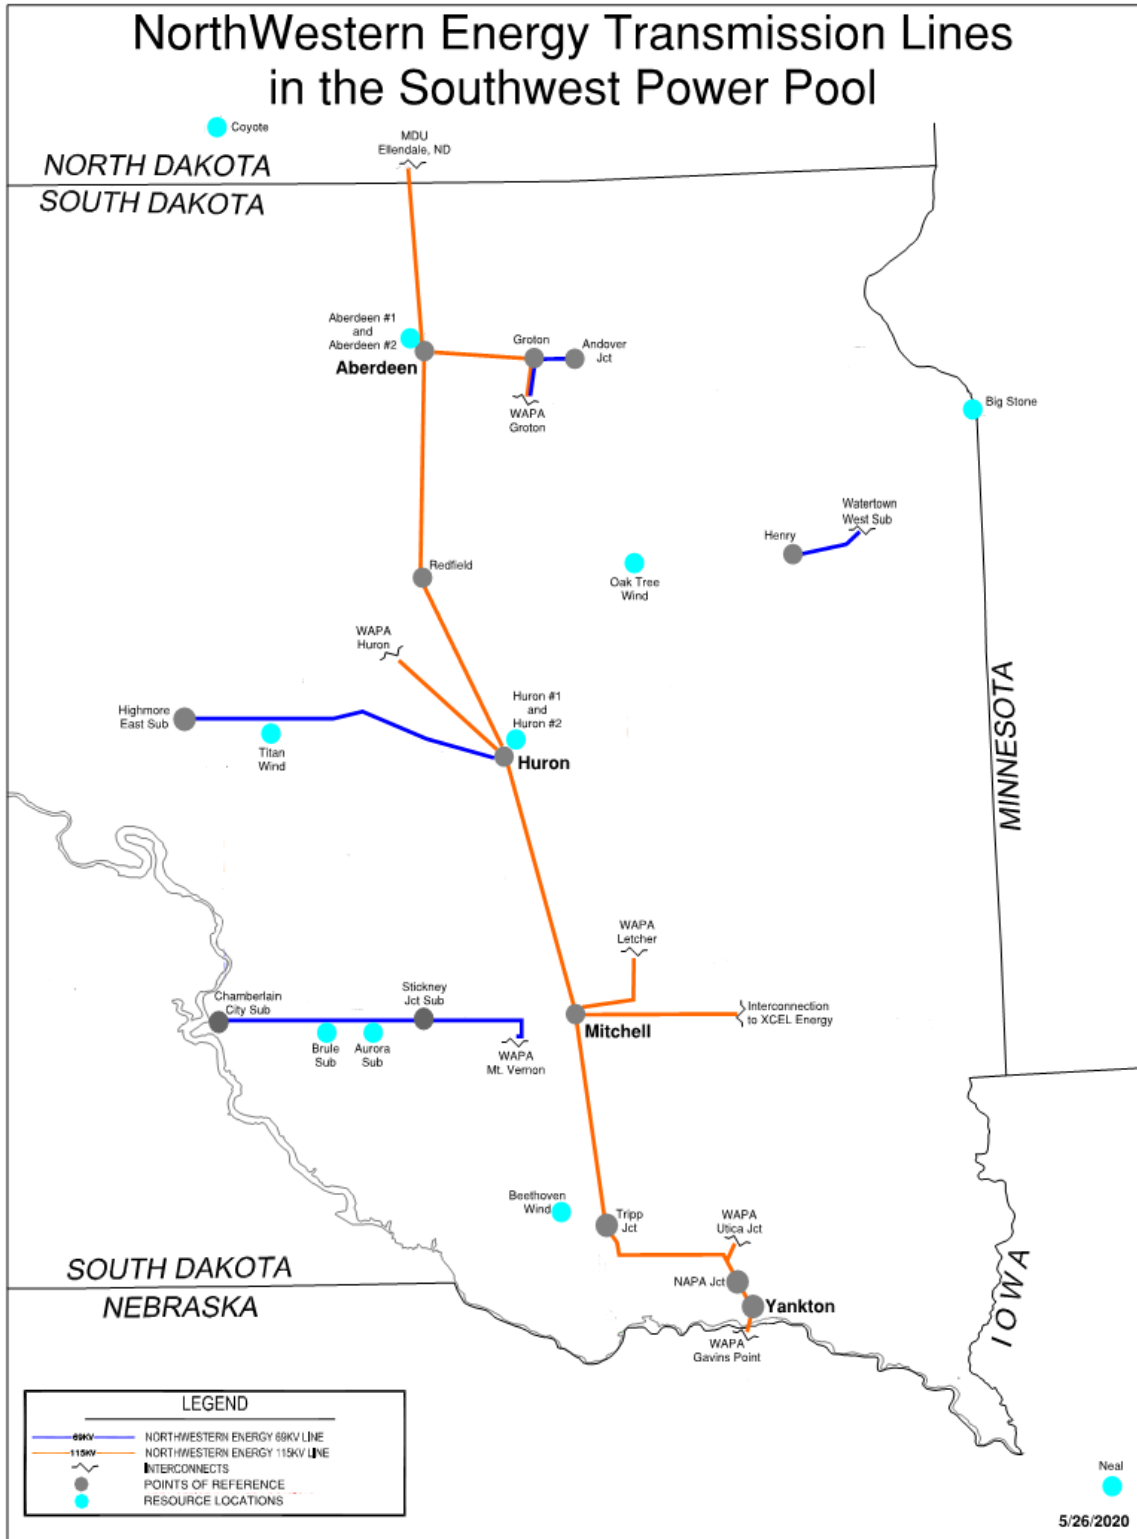 NorthWestern Energy Transmission Lines
in the Southwest Power Pool
Coyote
MDU
Ellendale, ND
NORTH DAKOTA
SOUTH DAKOTA
Aberdeen #1
and
Aberdeen #2
Aberdeen
Groton
Andover
Jct
WAPA
Groton
Big Stone
Watertown
West Sub
Henry
Redfield
Oak Tree
Wind
WAPA
Huron
Highmore
East Sub
Titan
Wind
Huron #1
and
Huron #2
Huron
MINNESOTA
WAPA
Letcher
Chamberlain
City Sub
Stickney
Jct Sub
Interconnection
to XCEL Energy
Mitchell
Brule
Sub
Aurora
Sub
WAPA
Mt. Vernon
Beethoven
Wind
Tripp
Jct
WAPA
Utica Jct
SOUTH DAKOTA
NEBRASKA
NAPA Jct
Yankton
IOWA
WAPA
Gavins Point
LEGEND
69KV NORTHWESTERN ENERGY 69KV LINE
115KV NORTHWESTERN ENERGY 115KV LINE
INTERCONNECTS
POINTS OF REFERENCE
RESOURCE LOCATIONS
Neal
5/26/2020